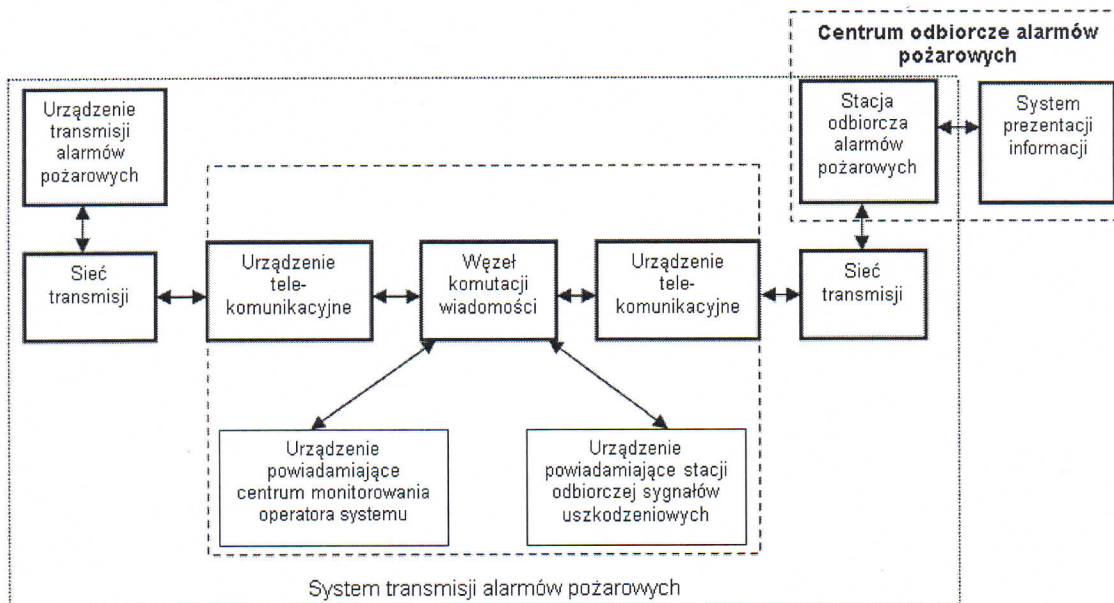 Centrum odbiorcze alarmów
pożarowych
Urządzenie
transmisji
alarmów
pożarowych
Stacja
odbiorcza
alarmów
pożarowych
System
prezentacji
informacji
Sieć
transmisji
Urządzenie
tele-
komunikacyjne
Węzeł
komutacji
wiadomości
Urządzenie
tele-
komunikacyjne
Sieć
transmisji
Urządzenie
powiadamiające
centrum monitorowania
operatora systemu
Urządzenie
powiadamiające stacji
odbiorczej sygnałów
uszkodzeniowych
System transmisji alarmów pożarowych